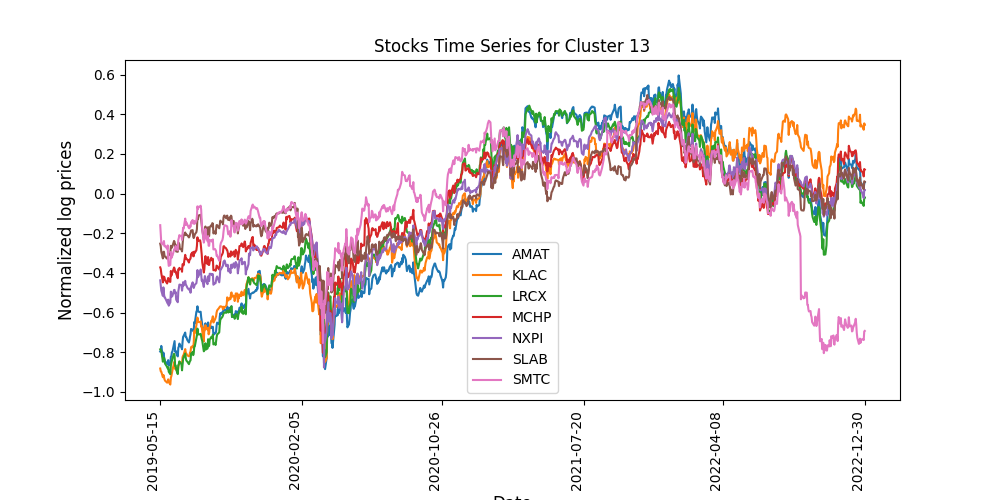 Stocks Time Series for Cluster 13
Normalized log prices
0.6
0.4
0.2
0.0
−0.2
−0.4
−0.6
−0.8
−1.0
AMAT
KLAC
LRCX
MCHP
NXPI
SLAB
SMTC
2019-05-15
2020-02-05
2020-10-26
2021-07-20
2022-04-08
2022-12-30
Date